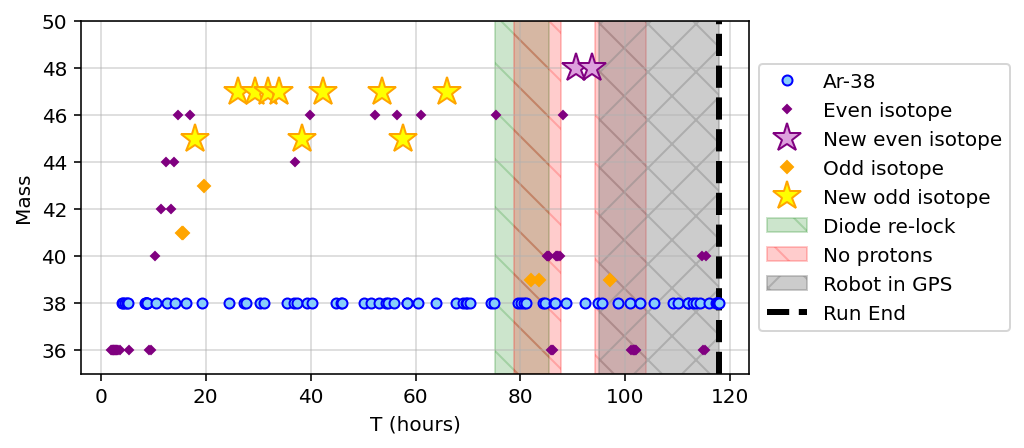 50
48
46
44
42
40
38
36
Mass
0 20 40 60 80 100 120
T (hours)
Ar-38
Even isotope
New even isotope
Odd isotope
New odd isotope
Diode re-lock
No protons
Robot in GPS
Run End